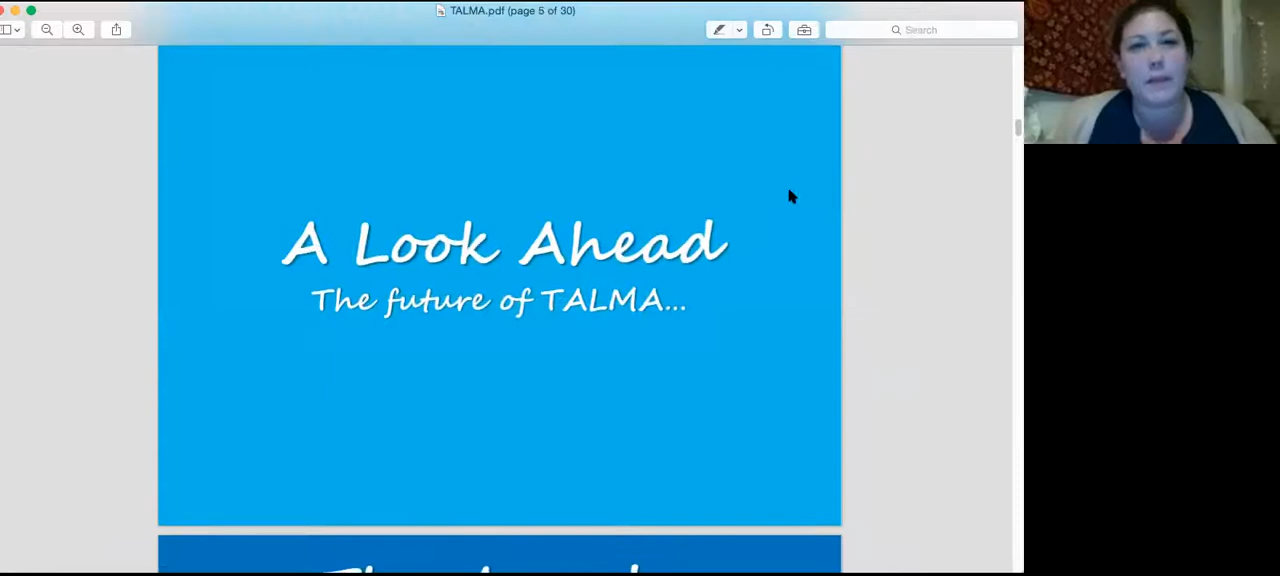 TALMA.pdf (page 5 of 30)
Search
A Look Ahead
The future of TALMA...